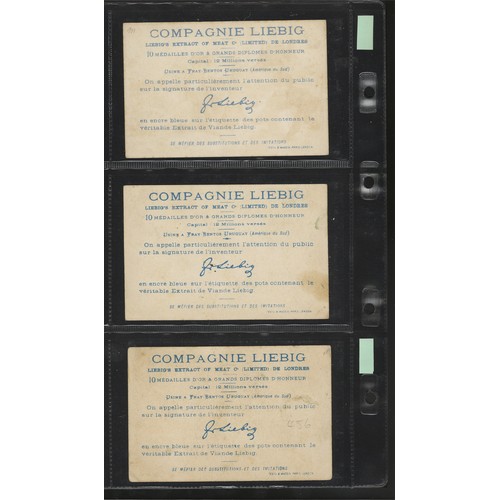 COMPAGNIE LIEBIG
LIEBIG'S EXTRACT OF MEAT Cº (LIMITED) DE LONDRES
10 MÉDAILLES D'OR & GRANDS DIPLOMES D'HONNEUR
Capital : 12 Millions versés
USINE A FRAY BENTOS URUGUAY (Amérique du Sud)
On appelle particulièrement l'attention du public
sur la signature de l'inventeur
J. v. Liebig
en encre bleue sur l'étiquette des pots contenant le
véritable Extrait de Viande Liebig.
SE MÉFIER DES SUBSTITUTIONS ET DES IMITATIONS
COMPAGNIE LIEBIG
LIEBIG'S EXTRACT OF MEAT Cº (LIMITED) DE LONDRES
10 MÉDAILLES D'OR & GRANDS DIPLOMES D'HONNEUR
Capital : 12 Millions versés
USINE A FRAY BENTOS URUGUAY (Amérique du Sud)
On appelle particulièrement l'attention du public
sur la signature de l'inventeur
J. v. Liebig
en encre bleue sur l'étiquette des pots contenant le
véritable Extrait de Viande Liebig.
SE MÉFIER DES SUBSTITUTIONS ET DES IMITATIONS
COMPAGNIE LIEBIG
LIEBIG'S EXTRACT OF MEAT Cº (LIMITED) DE LONDRES
10 MÉDAILLES D'OR & GRANDS DIPLOMES D'HONNEUR
Capital : 12 Millions versés
USINE A FRAY BENTOS URUGUAY (Amérique du Sud)
On appelle particulièrement l'attention du public
sur la signature de l'inventeur
J. v. Liebig
456
en encre bleue sur l'étiquette des pots contenant le
véritable Extrait de Viande Liebig.
SE MÉFIER DES SUBSTITUTIONS ET DES IMITATIONS